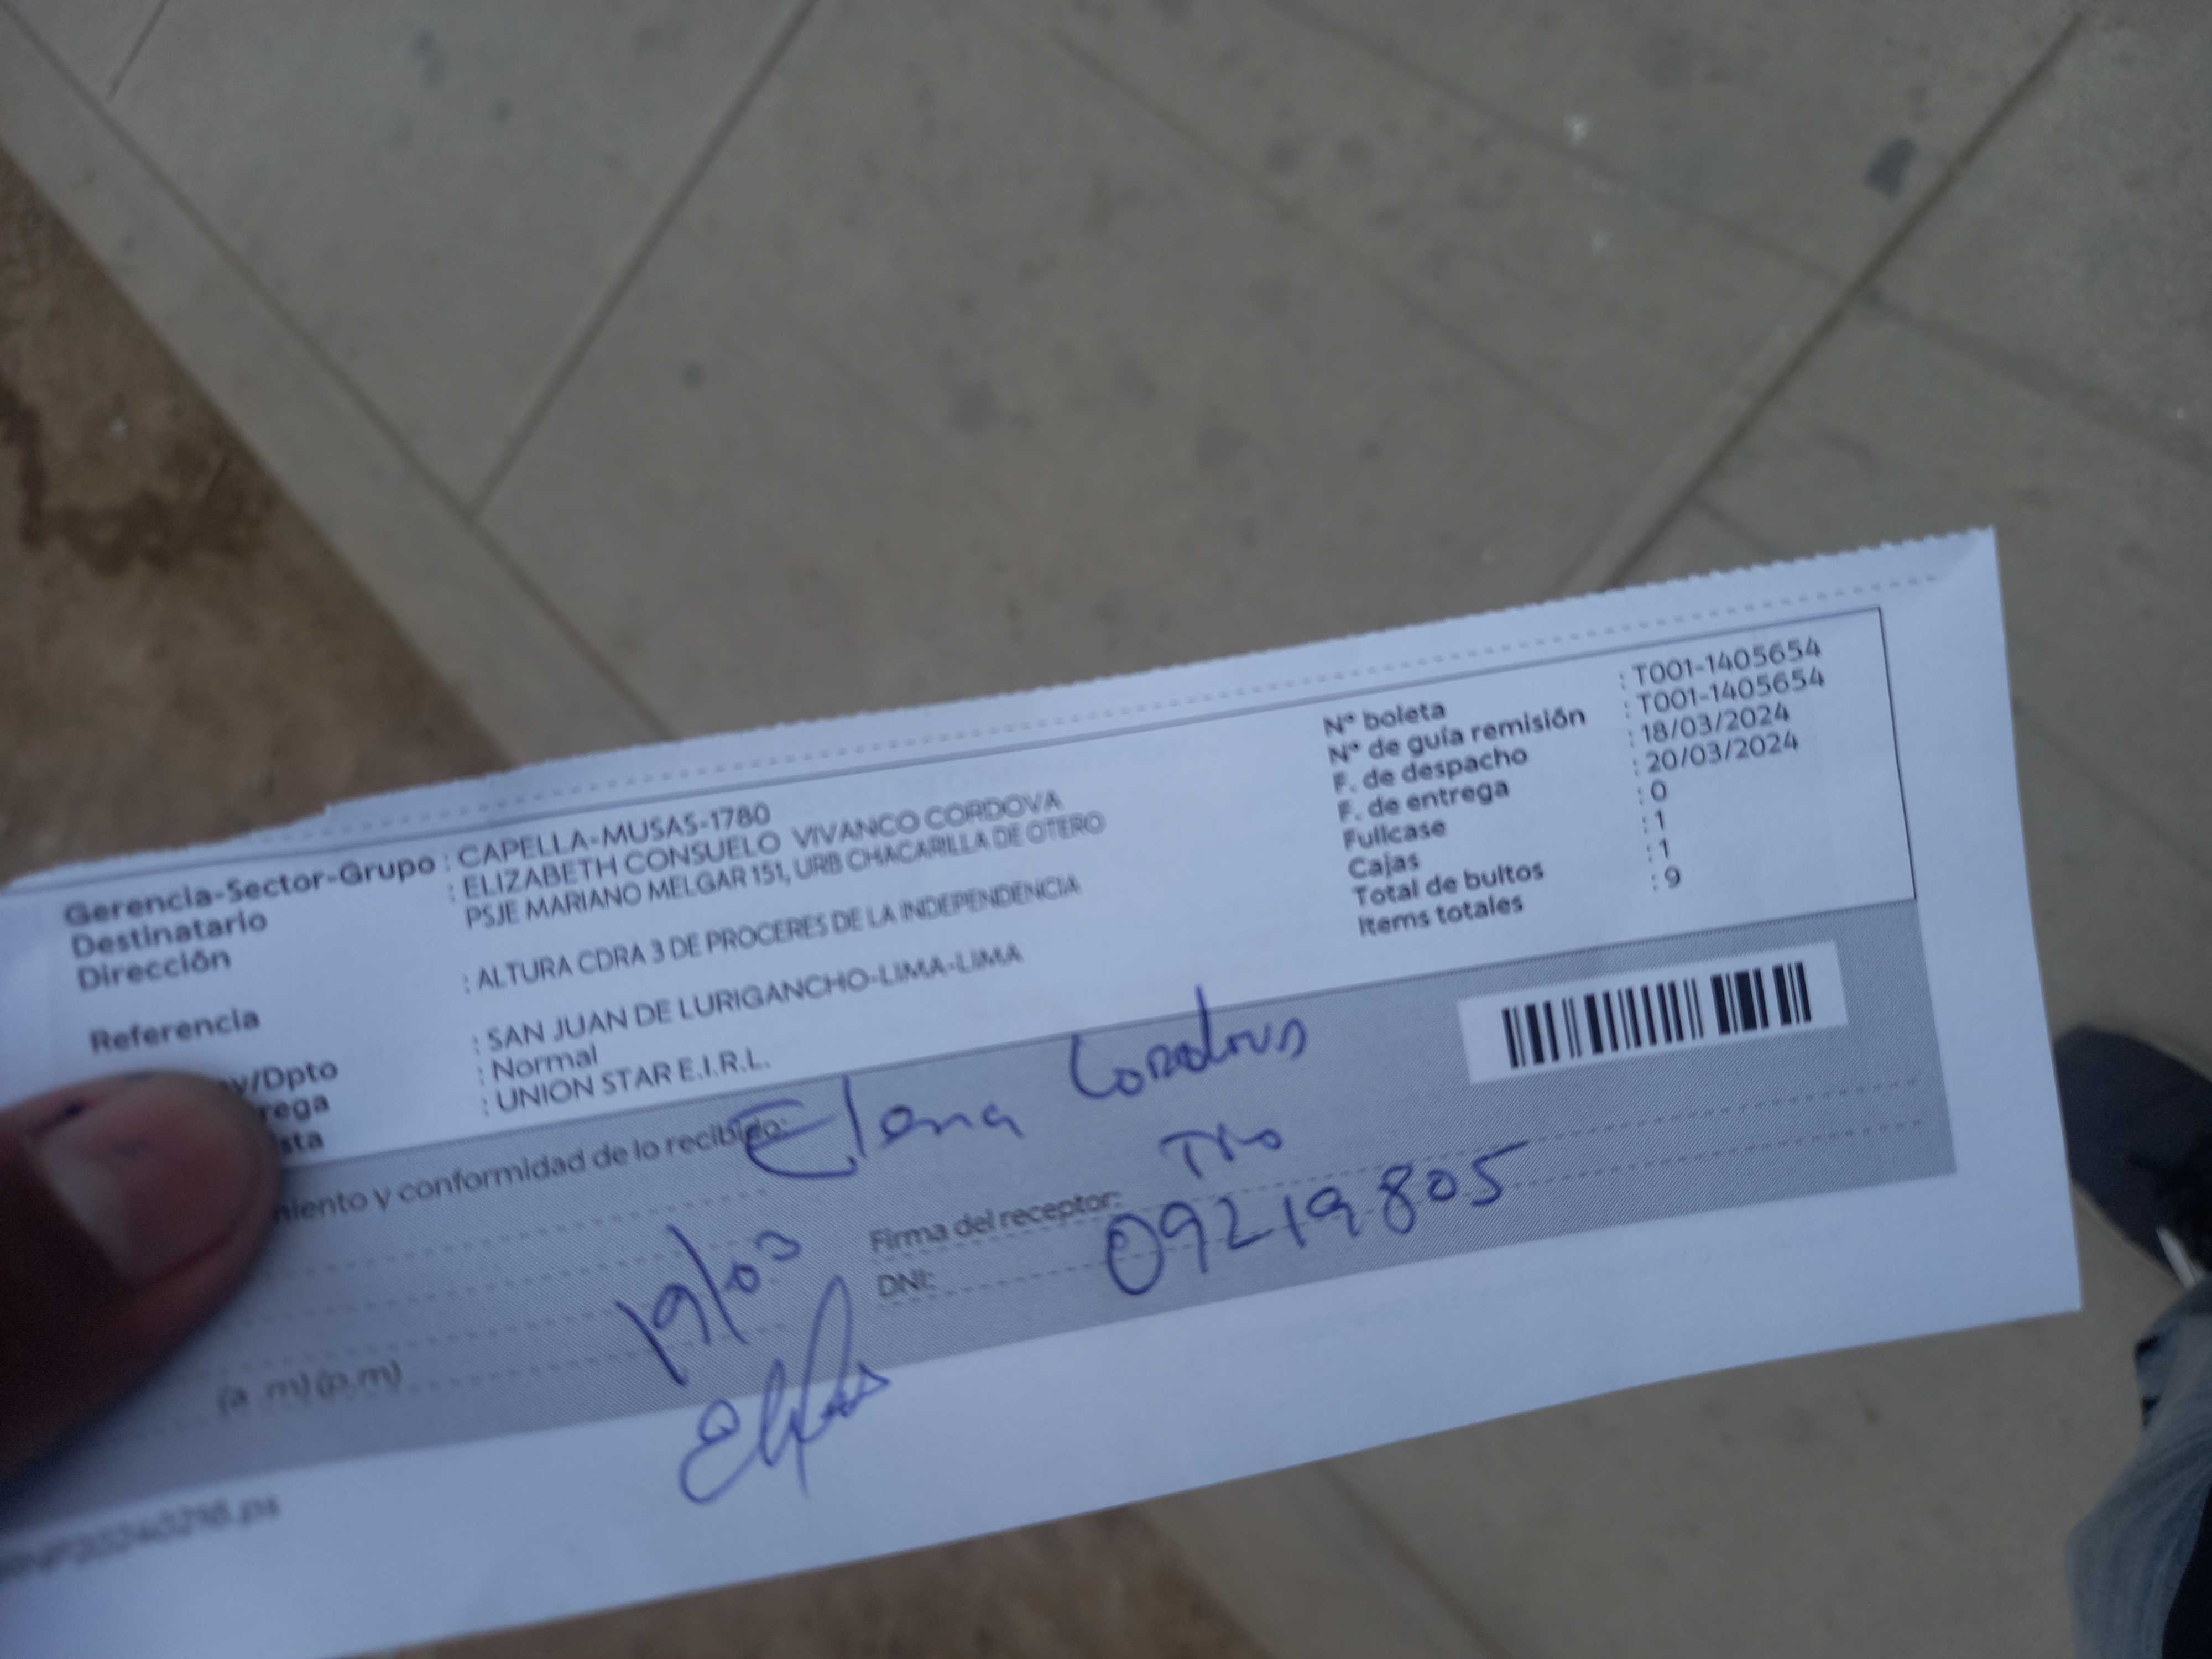 Gerencia-Sector-Grupo : CAPELLA-MUSAS-1780
Destinatario : ELIZABETH CONSUELO VIVANCO CORDOVA
Dirección PSJE MARIANO MELGAR 151, URB CHACARILLA DE OTERO
Referencia : ALTURA CDRA 3 DE PROCERES DE LA INDEPENDENCIA
/Dpto : SAN JUAN DE LURIGANCHO-LIMA-LIMA
rega : Normal
ista : UNION STAR E.I.R.L.
N° boleta : T001-1405654
N° de guía remisión : T001-1405654
F. de despacho : 18/03/2024
F. de entrega : 20/03/2024
Fullcase : 0
Cajas : 1
Total de bultos : 1
Items totales : 9
miento y conformidad de lo recibido:
Elena Cordova
Firma del receptor:
DNI: 09219805
19/03
(a .m) (p.m)